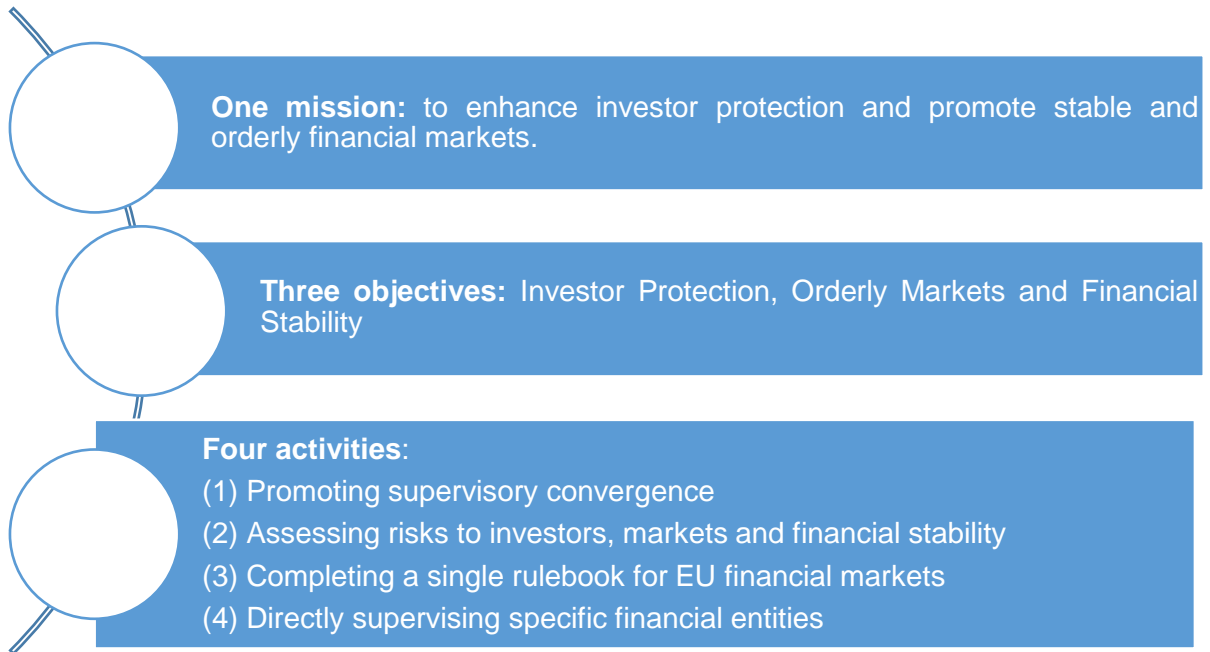 One mission: to enhance investor protection and promote stable and
orderly financial markets.
Three objectives: Investor Protection, Orderly Markets and Financial
Stability
Four activities:
(1) Promoting supervisory convergence
(2) Assessing risks to investors, markets and financial stability
(3) Completing a single rulebook for EU financial markets
(4) Directly supervising specific financial entities